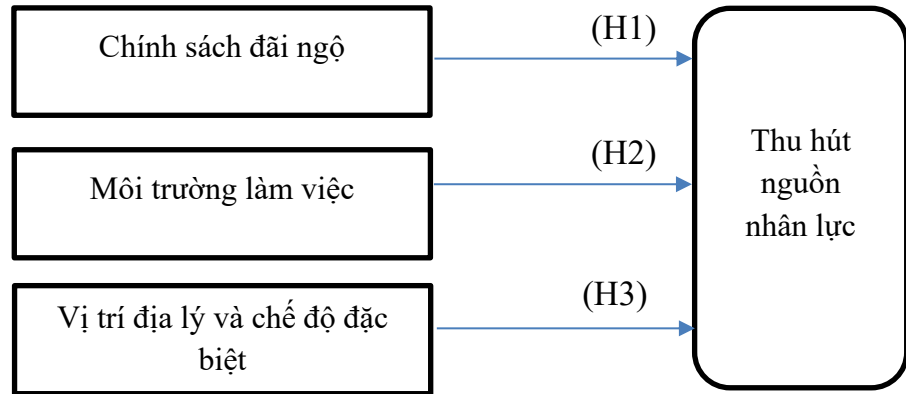 Chính sách đãi ngộ
(H1)
Môi trường làm việc
(H2)
Vị trí địa lý và chế độ đặc
biệt
(H3)
Thu hút
nguồn
nhân lực